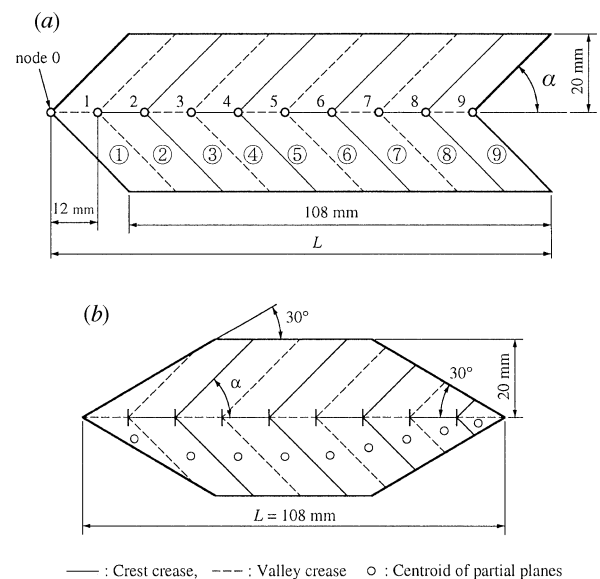 (a)
node 0
1 2 3 4 5 6 7 8 9
α
20 mm
① ② ③ ④ ⑤ ⑥ ⑦ ⑧ ⑨
12 mm
108 mm
L
(b)
30°
α
30°
20 mm
L = 108 mm
: Crest crease, : Valley crease : Centroid of partial planes